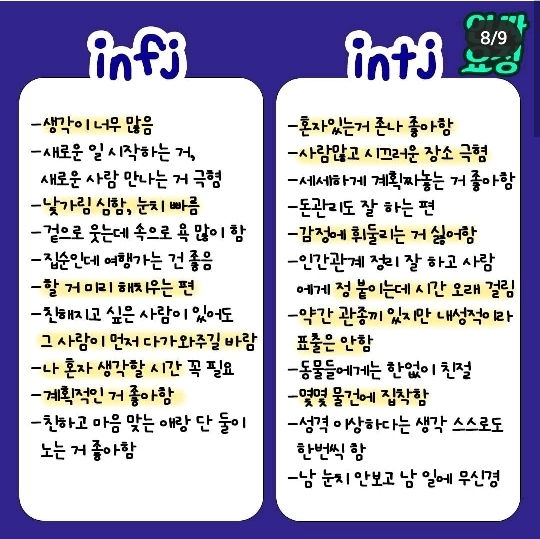 infj
-생각이 너무 많음
-새로운 일 시작하는 거,
새로운 사람 만나는 거 극혐
-낯가림 심함, 눈치 빠름
-겉으로 웃는데 속으로 욕 많이 함
-집순인데 여행가는 건 좋음
-할 거 미리 해치우는 편
-친해지고 싶은 사람이 있어도
그 사람이 먼저 다가와주길 바람
-나 혼자 생각할 시간 꼭 필요
-계획적인 거 좋아함
-친하고 마음 맞는 애랑 단 둘이
노는 거 좋아함
intj
-혼자있는거 존나 좋아함
-사람많고 시끄러운 장소 극혐
-세세하게 계획짜놓는 거 좋아함
-돈관리도 잘 하는 편
-감정에 휘둘리는 거 싫어함
-인간관계 정리 잘 하고 사람
에게 정 붙이는데 시간 오래 걸림
-약간 관종끼 있지만 내성적이라
표출은 안함
-동물들에게는 한없이 친절
-몇몇 물건에 집착함
-성격 이상하다는 생각 스스로도
한번씩 함
-남 눈치 안보고 남 일에 무신경
8/9